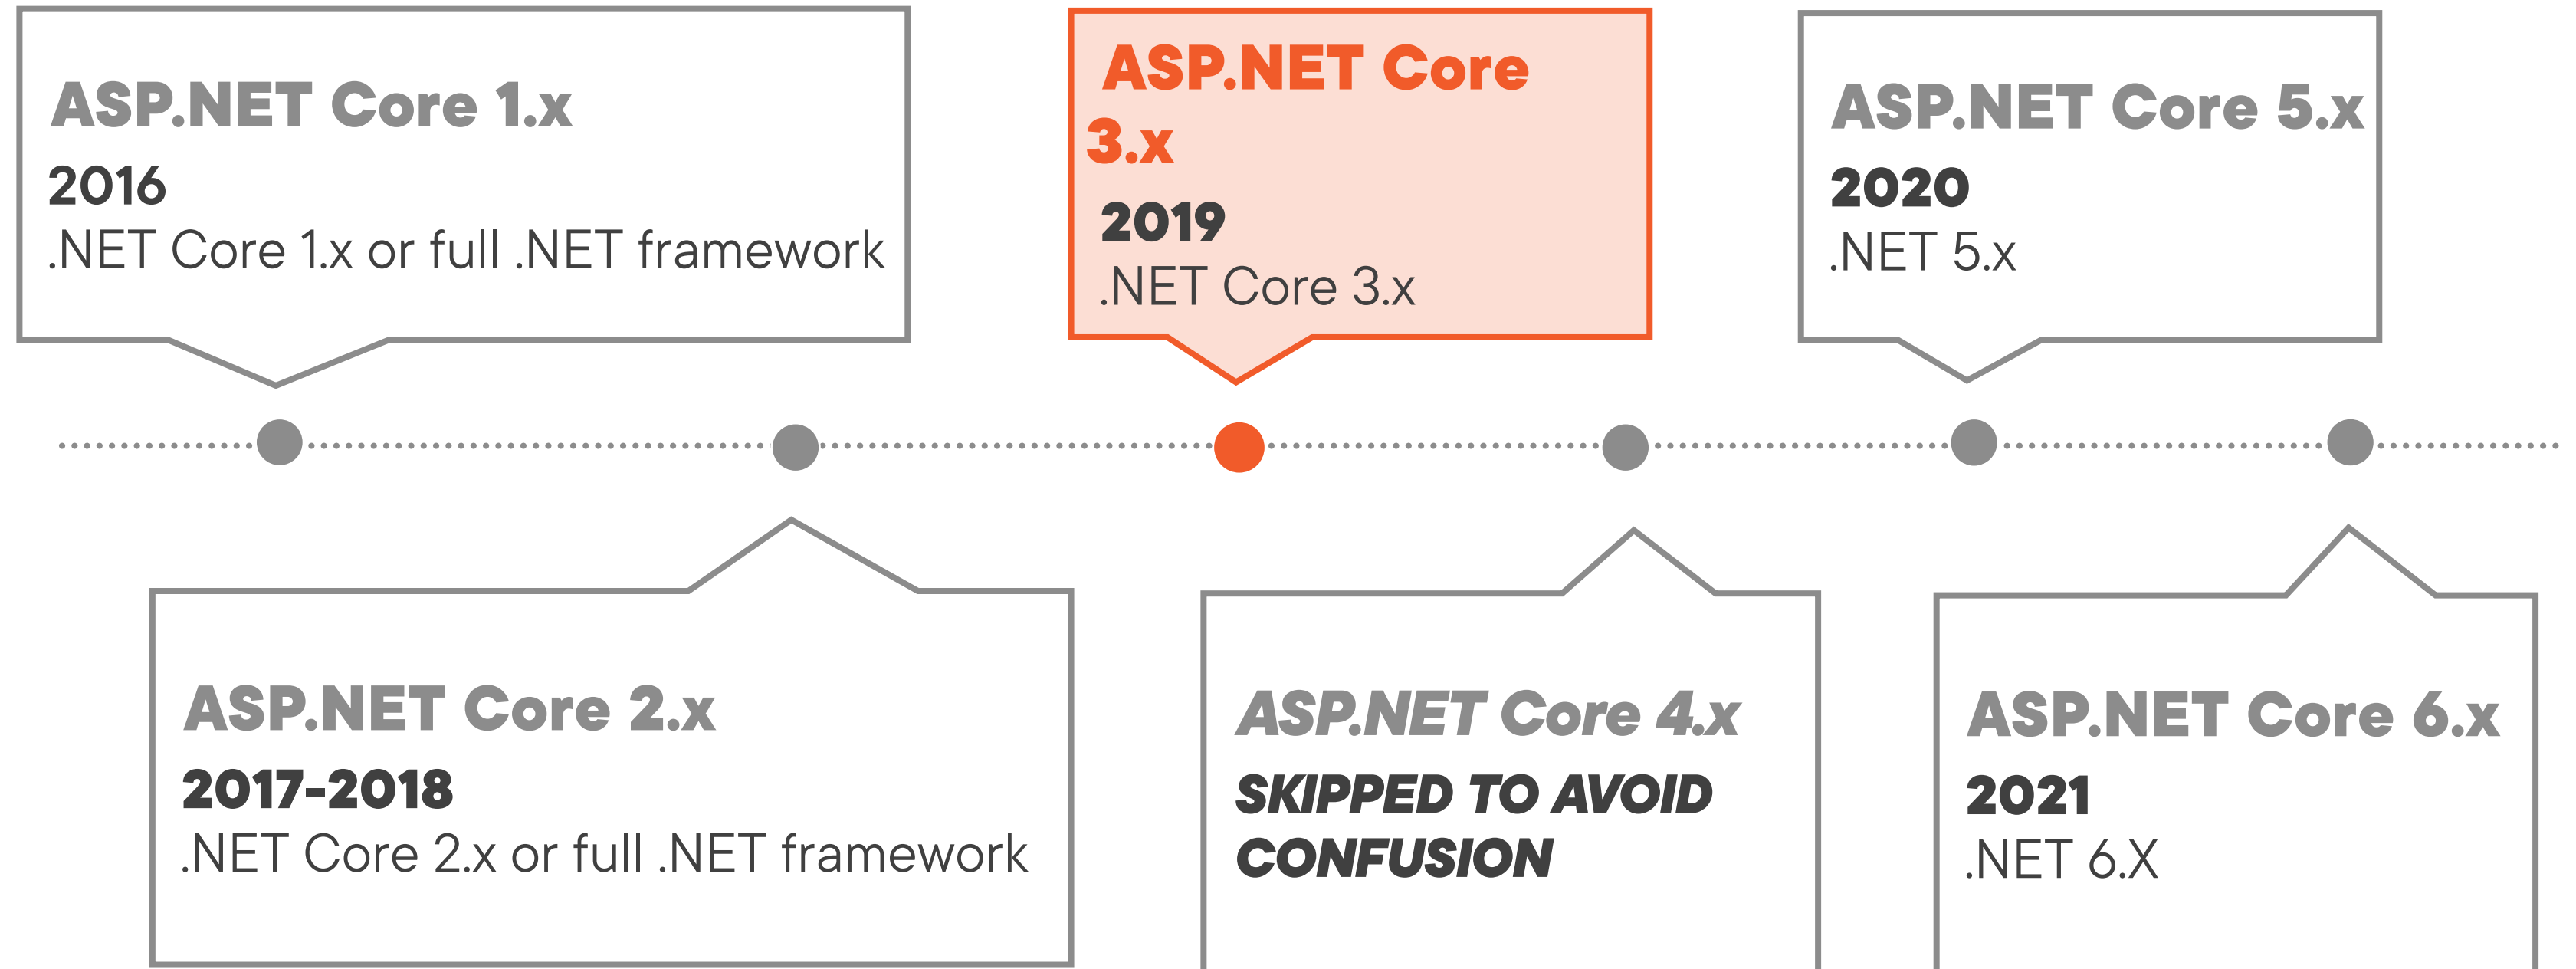 ASP.NET Core 1.x
2016
.NET Core 1.x or full .NET framework
ASP.NET Core
3.x
2019
.NET Core 3.x
ASP.NET Core 5.x
2020
.NET 5.x
ASP.NET Core 2.x
2017-2018
.NET Core 2.x or full .NET framework
ASP.NET Core 4.x
SKIPPED TO AVOID
CONFUSION
ASP.NET Core 6.x
2021
.NET 6.X